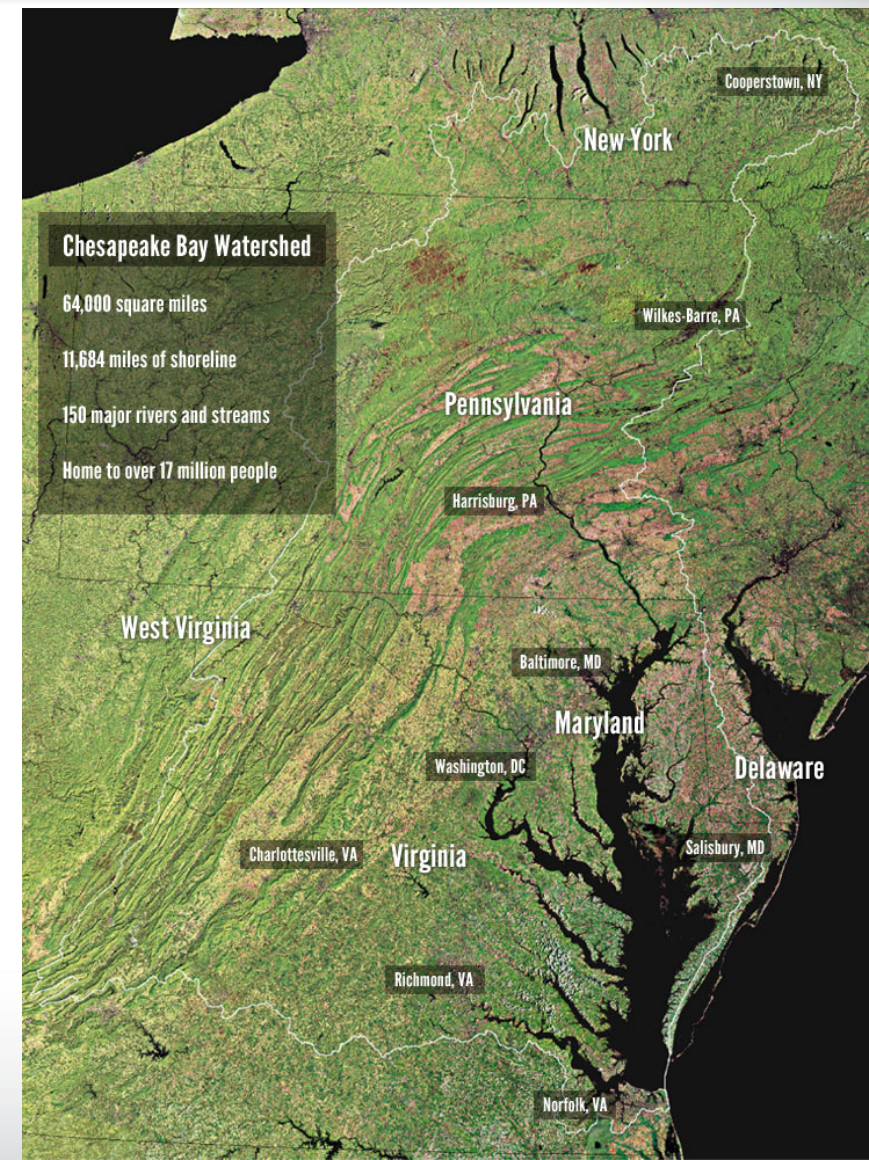 Cooperstown, NY
New York
Chesapeake Bay Watershed
64,000 square miles
11,684 miles of shoreline
150 major rivers and streams
Home to over 17 million people
Wilkes-Barre, PA
Pennsylvania
Harrisburg, PA
West Virginia
Baltimore, MD
Maryland
Washington, DC
Delaware
Charlottesville, VA
Virginia
Salisbury, MD
Richmond, VA
Norfolk, VA